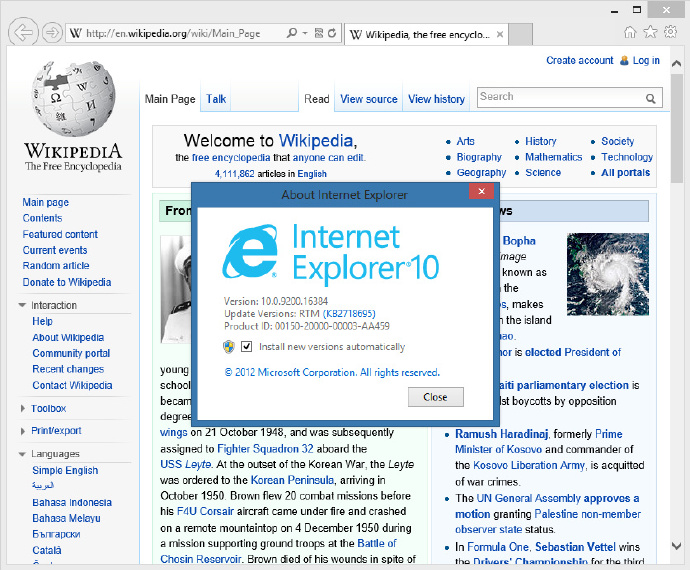 http://en.wikipedia.org/wiki/Main_Page
Wikipedia, the free encyclo...
Create account Log in
WIKIPEDIA
The Free Encyclopedia
Main Page Talk Read View source View history Search
Welcome to Wikipedia,
the free encyclopedia that anyone can edit.
4,111,862 articles in English
Arts
Biography
Geography
History
Mathematics
Science
Society
Technology
All portals
Main page
Contents
Featured content
Current events
Random article
Donate to Wikipedia
Interaction
Help
About Wikipedia
Community portal
Recent changes
Contact Wikipedia
Toolbox
Print/export
Languages
Simple English
العربية
Bahasa Indonesia
Bahasa Melayu
Български
Català
About Internet Explorer
Internet
Explorer®10
Version: 10.0.9200.16384
Update Versions: RTM (KB2718695)
Product ID: 00150-20000-00003-AA459
Install new versions automatically
© 2012 Microsoft Corporation. All rights reserved.
Close
young
school
becam
degree
wings on 21 October 1948, and was subsequently
assigned to Fighter Squadron 32 aboard the
USS Leyte. At the outset of the Korean War, the Leyte
was ordered to the Korean Peninsula, arriving in
October 1950. Brown flew 20 combat missions before
his F4U Corsair aircraft came under fire and crashed
on a remote mountaintop on 4 December 1950 during
a mission supporting ground troops at the Battle of
Chosin Reservoir. Brown died of his wounds in spite of
Bopha
image
known as
the
makes
the island
is elected President of
parliamentary election is
boycotts by opposition
Ramush Haradinaj, formerly Prime
Minister of Kosovo and commander of
the Kosovo Liberation Army, is acquitted
of war crimes.
The UN General Assembly approves a
motion granting Palestine non-member
observer state status.
In Formula One, Sebastian Vettel wins
the Drivers' Championship for the third